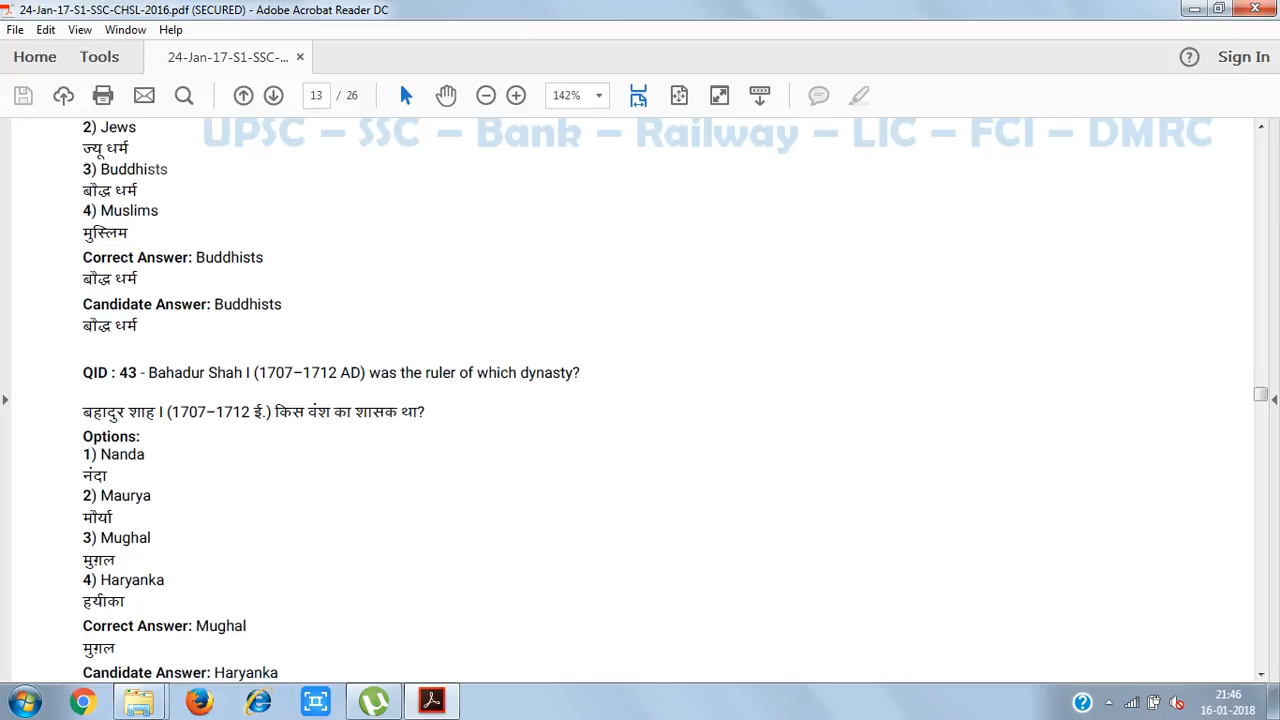 24-Jan-17-S1-SSC-CHSL-2016.pdf (SECURED) - Adobe Acrobat Reader DC
File Edit View Window Help
Home Tools 24-Jan-17-S1-SSC-... × Sign In
13 / 26 142%
UPSC – SSC – Bank – Railway – LIC – FCI – DMRC
2) Jews
ज्यू धर्म
3) Buddhists
बौद्ध धर्म
4) Muslims
मुस्लिम
Correct Answer: Buddhists
बौद्ध धर्म
Candidate Answer: Buddhists
बौद्ध धर्म
QID : 43 - Bahadur Shah I (1707–1712 AD) was the ruler of which dynasty?
बहादुर शाह I (1707–1712 ई.) किस वंश का शासक था?
Options:
1) Nanda
नंदा
2) Maurya
मौर्या
3) Mughal
मुग़ल
4) Haryanka
हर्यांका
Correct Answer: Mughal
मुग़ल
Candidate Answer: Haryanka
21:46
16-01-2018